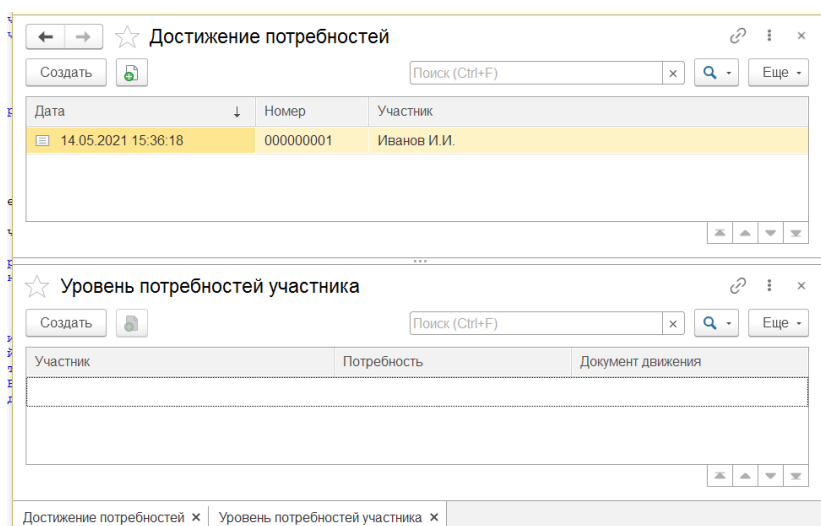 Достижение потребностей
Создать Поиск (Ctrl+F) Еще
Дата Номер Участник
14.05.2021 15:36:18 000000001 Иванов И.И.
Уровень потребностей участника
Создать Поиск (Ctrl+F) Еще
Участник Потребность Документ движения
Достижение потребностей Уровень потребностей участника